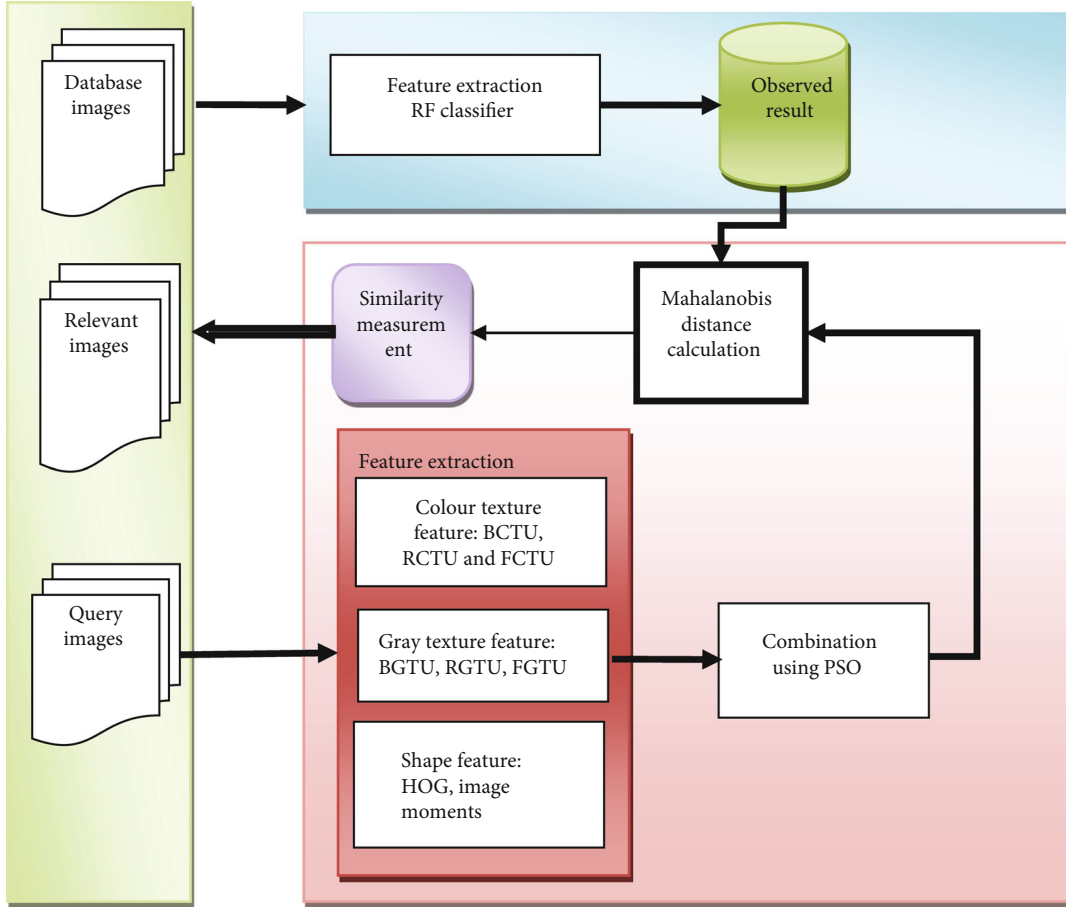 Database
images
Feature extraction
RF classifier
Observed
result
Relevant
images
Similarity
measurem
ent
Mahalanobis
distance
calculation
Feature extraction
Colour texture
feature: BCTU,
RCTU and FCTU
Query
images
Gray texture feature:
BGTU, RGTU, FGTU
Combination
using PSO
Shape feature:
HOG, image
moments